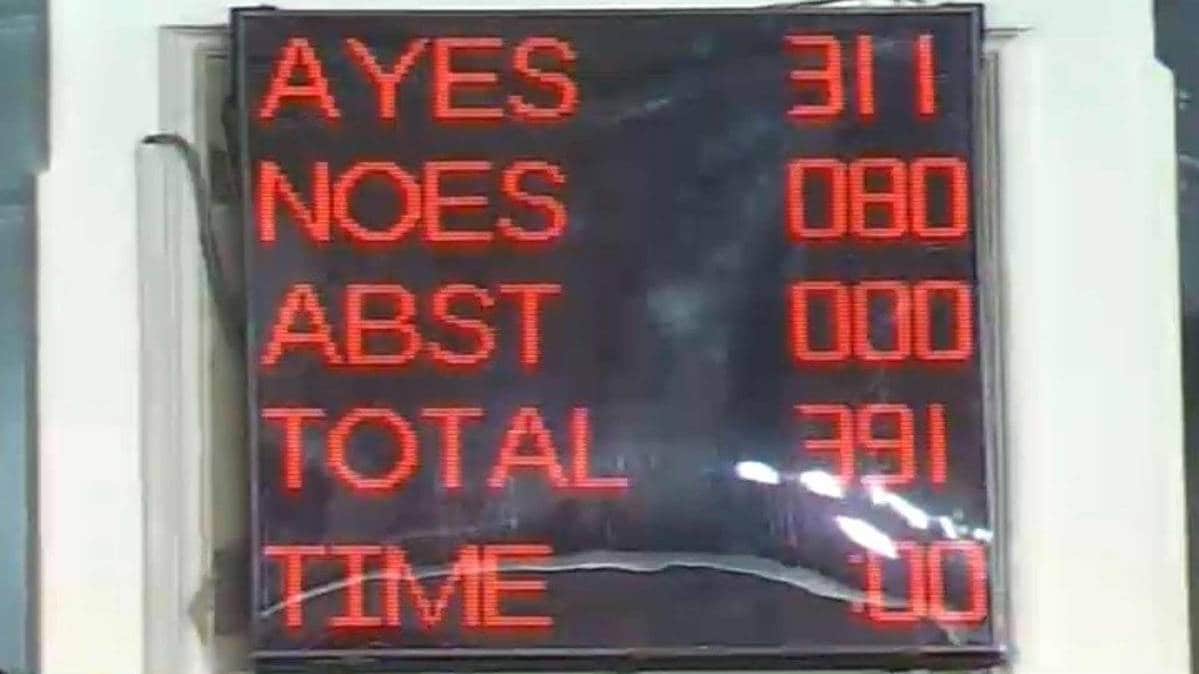 AYES 311
NOES 080
ABST 000
TOTAL 391
TIME :00